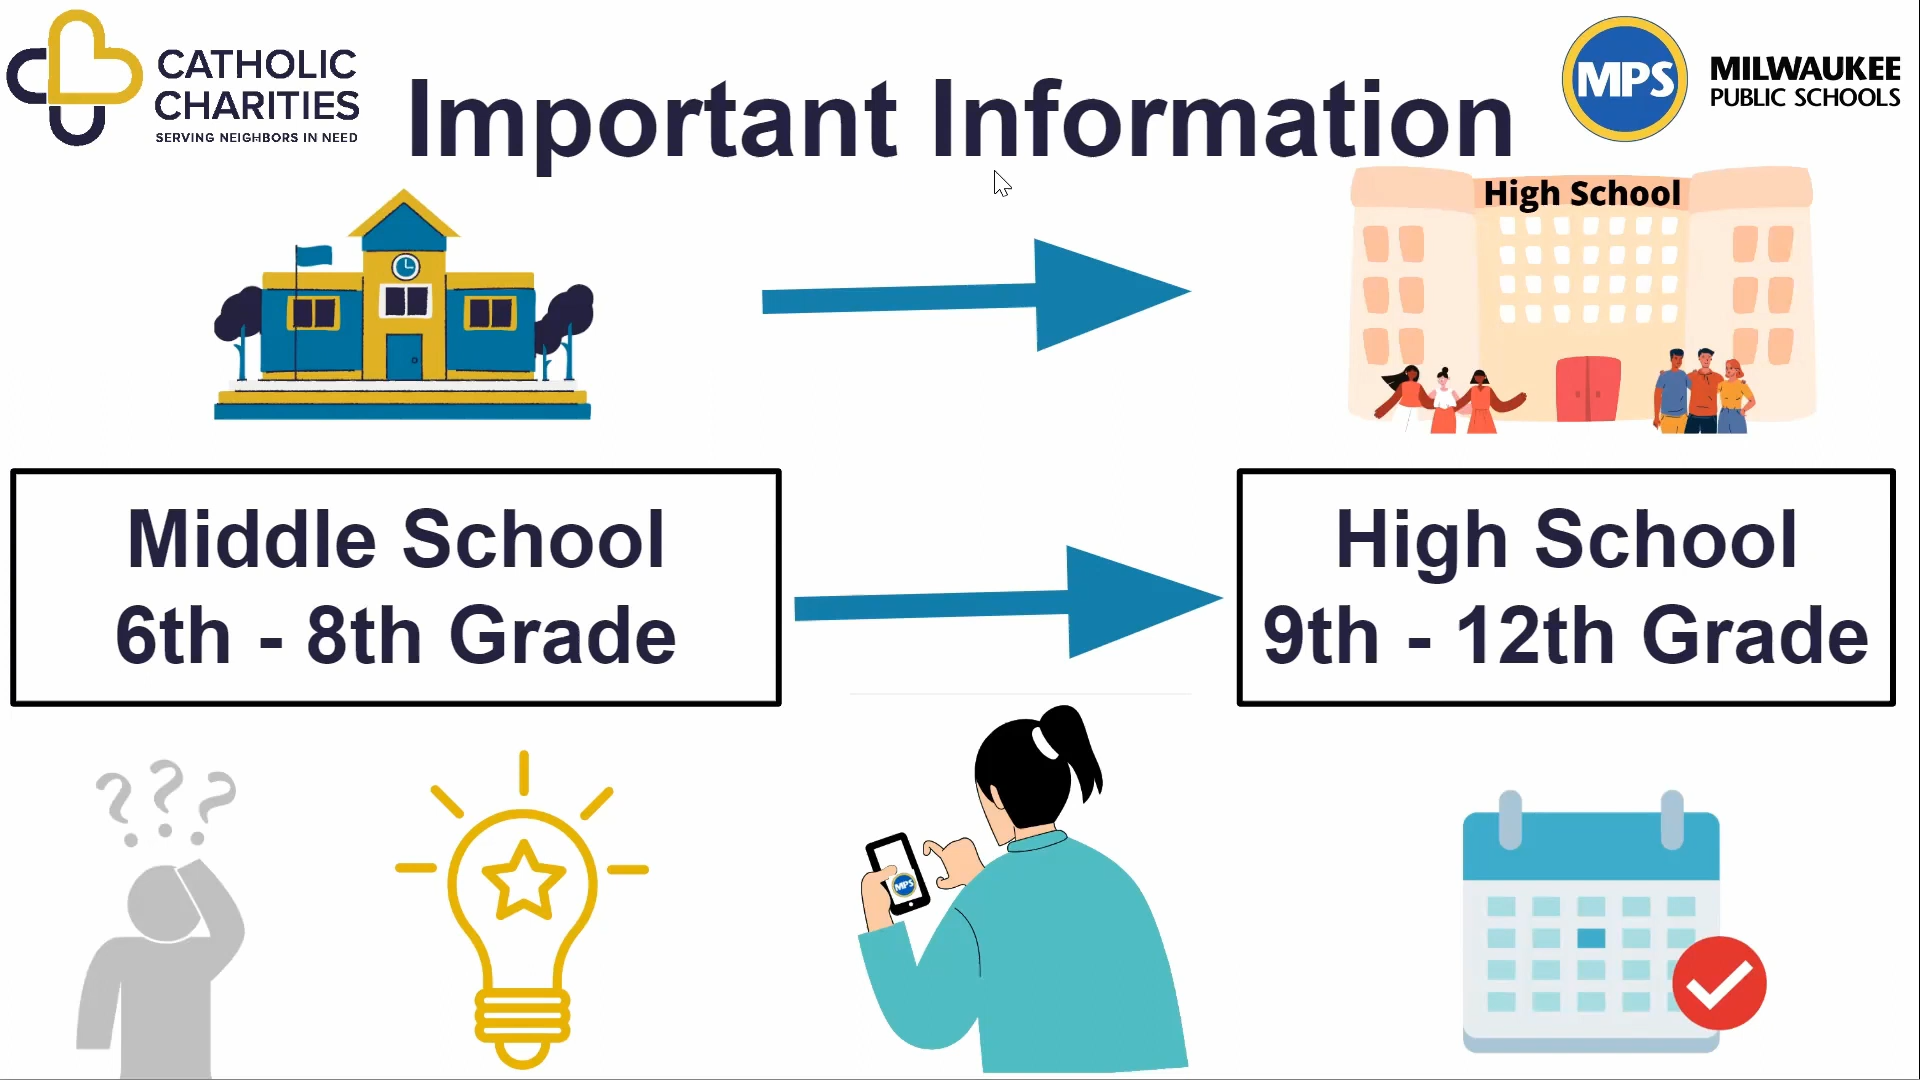 CATHOLIC
CHARITIES
SERVING NEIGHBORS IN NEED
Important Information
MPS
MILWAUKEE
PUBLIC SCHOOLS
High School
Middle School
6th - 8th Grade
High School
9th - 12th Grade
???
MPS